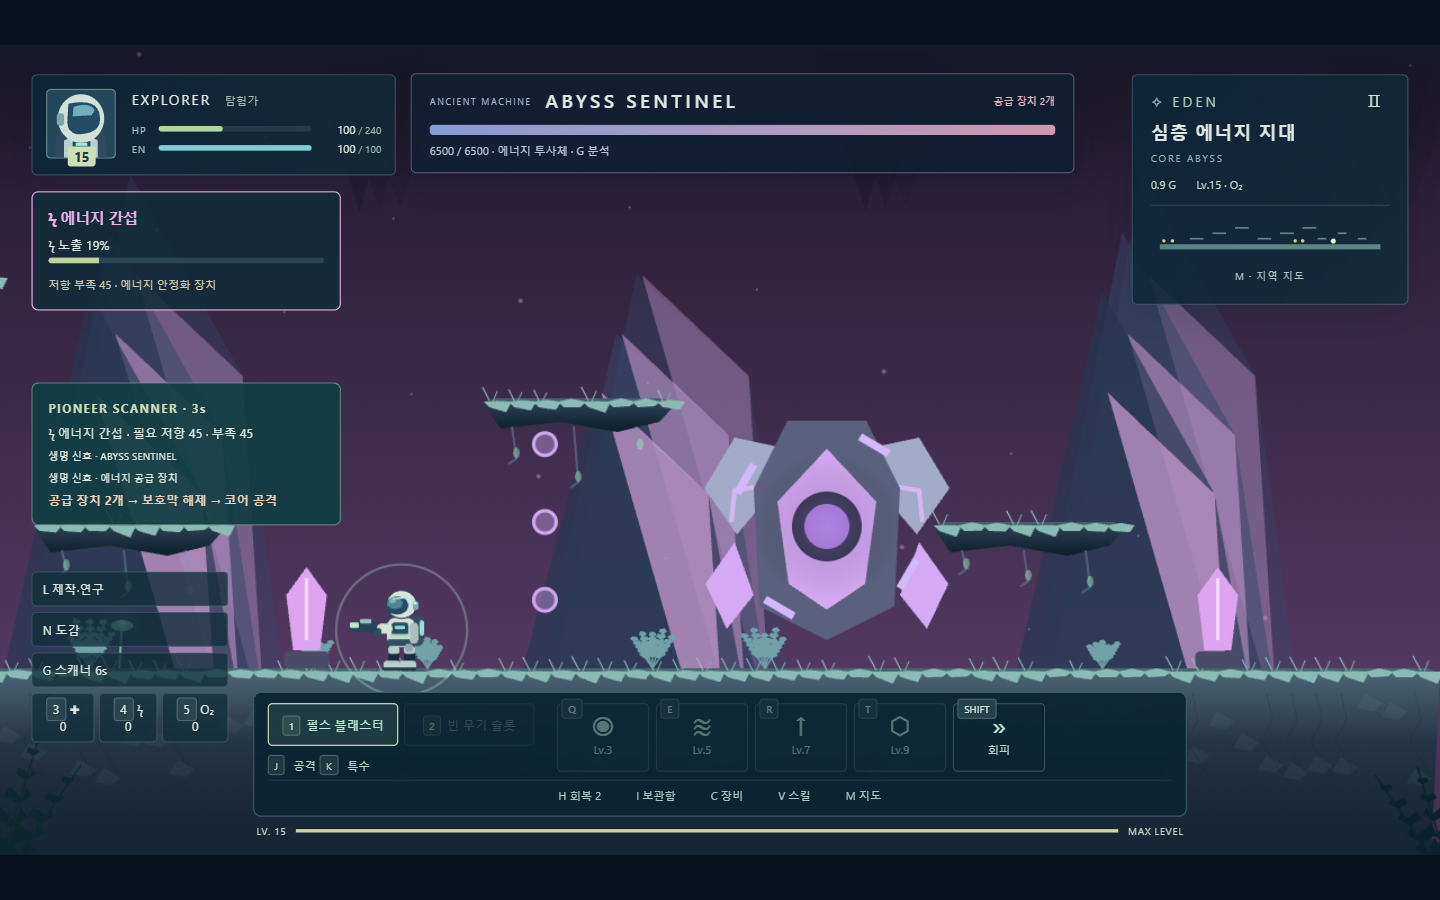 EXPLORER 탐험가
HP 100 / 240
EN 100 / 100
15
ANCIENT MACHINE ABYSS SENTINEL 공급 장치 2개
6500 / 6500 · 에너지 투사체 · G 분석
✧ EDEN Ⅱ
심층 에너지 지대
CORE ABYSS
0.9 G Lv.15 · O₂
M · 지역 지도
ϟ 에너지 간섭
ϟ 노출 19%
저항 부족 45 · 에너지 안정화 장치
PIONEER SCANNER · 3s
ϟ 에너지 간섭 · 필요 저항 45 · 부족 45
생명 신호 · ABYSS SENTINEL
생명 신호 · 에너지 공급 장치
공급 장치 2개 → 보호막 해제 → 코어 공격
L 제작·연구
N 도감
G 스캐너 6s
3 ✚ 0
4 ϟ 0
5 O₂ 0
1 펄스 블래스터
2 빈 무기 슬롯
J 공격 K 특수
Q Lv.3
E Lv.5
R Lv.7
T Lv.9
SHIFT » 회피
H 회복 2 I 보관함 C 장비 V 스킬 M 지도
LV. 15 MAX LEVEL